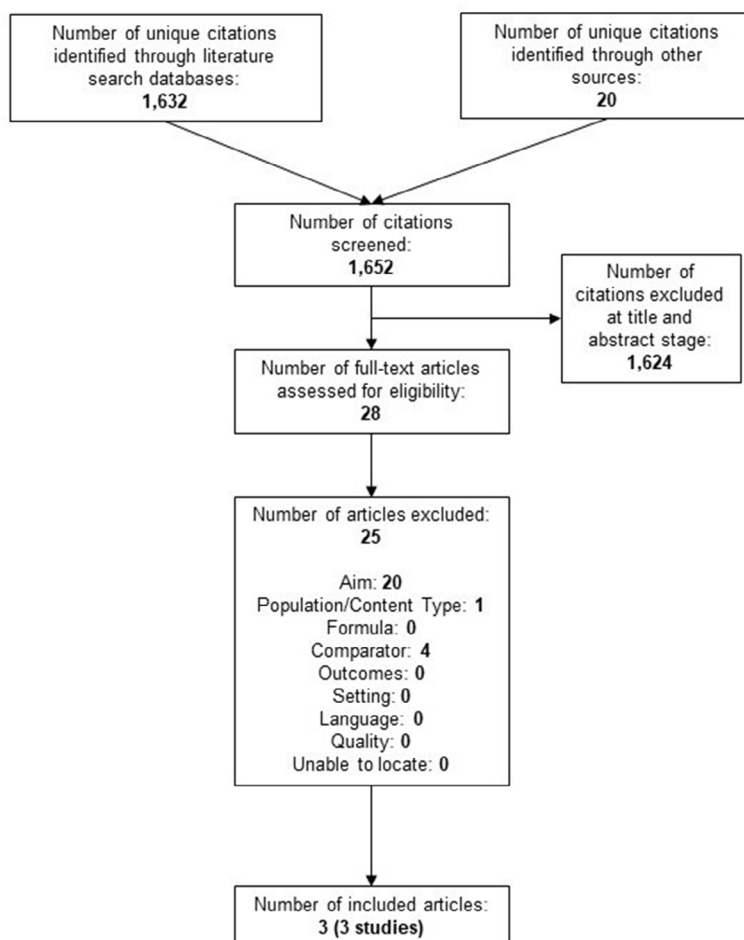 Number of unique citations
identified through literature
search databases:
1,632
Number of unique citations
identified through other
sources:
20
Number of citations
screened:
1,652
Number of
citations excluded
at title and
abstract stage:
1,624
Number of full-text articles
assessed for eligibility:
28
Number of articles excluded:
25
Aim: 20
Population/Content Type: 1
Formula: 0
Comparator: 4
Outcomes: 0
Setting: 0
Language: 0
Quality: 0
Unable to locate: 0
Number of included articles:
3 (3 studies)